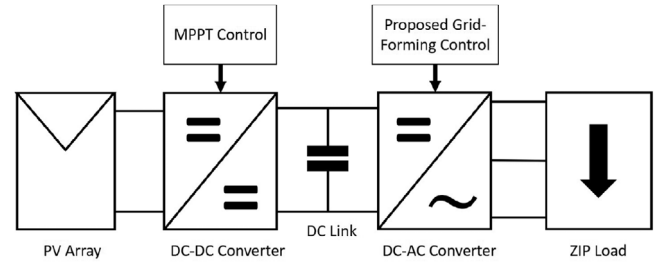 MPPT Control
Proposed Grid-
Forming Control
PV Array
DC-DC Converter
DC Link
DC-AC Converter
ZIP Load